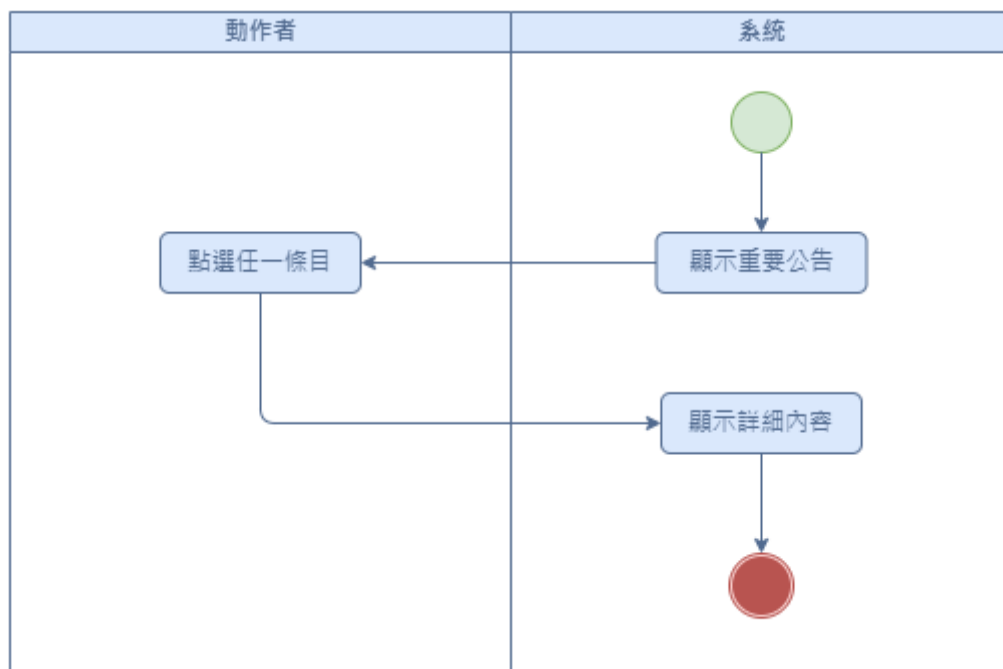 動作者
系統
點選任一條目
顯示重要公告
顯示詳細內容